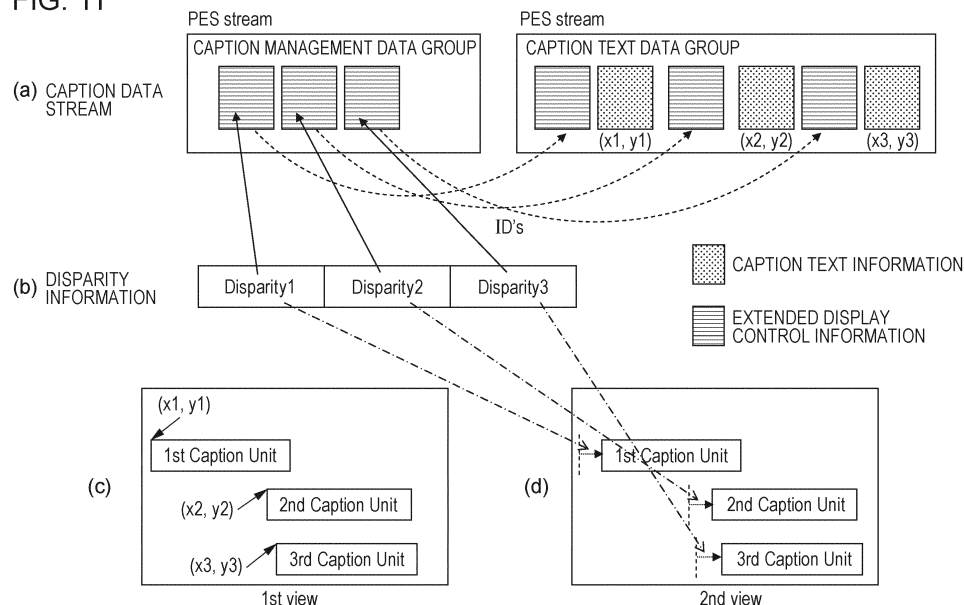 FIG. 11
PES stream
PES stream
CAPTION MANAGEMENT DATA GROUP
CAPTION TEXT DATA GROUP
(a) CAPTION DATA
STREAM
(x1, y1)
(x2, y2)
(x3, y3)
ID's
(b) DISPARITY
INFORMATION
Disparity1
Disparity2
Disparity3
CAPTION TEXT INFORMATION
EXTENDED DISPLAY
CONTROL INFORMATION
(c)
(x1, y1)
1st Caption Unit
(x2, y2)
2nd Caption Unit
(x3, y3)
3rd Caption Unit
1st view
(d)
1st Caption Unit
2nd Caption Unit
3rd Caption Unit
2nd view